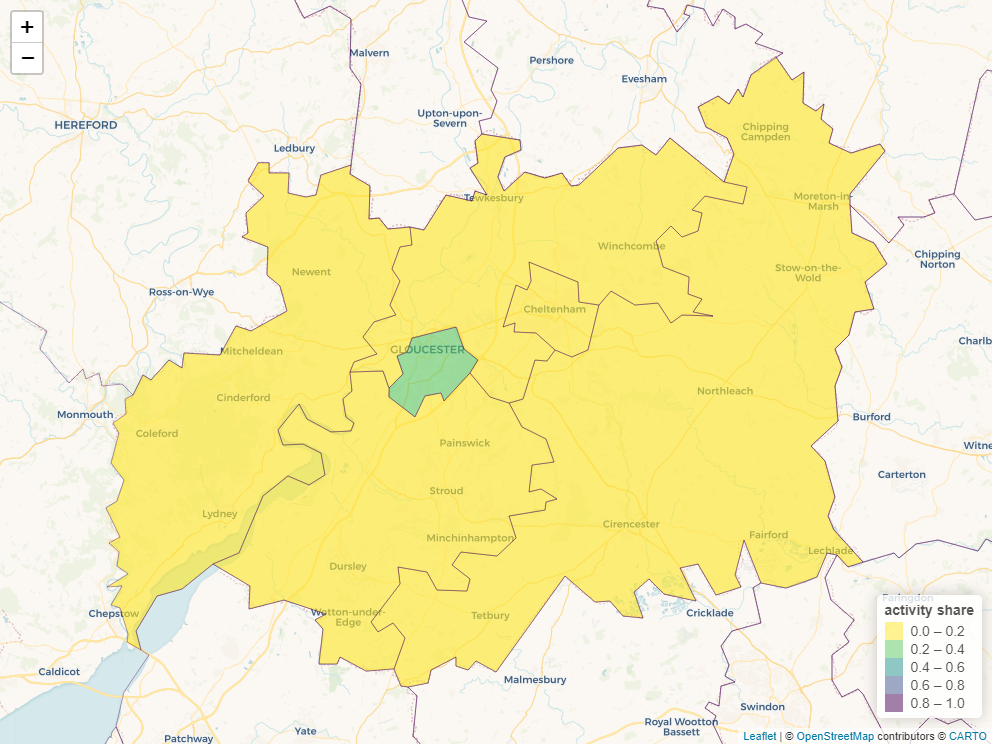 +
−
Malvern
Pershore
Evesham
Upton-upon-
Severn
HEREFORD
Chipping
Campden
Ledbury
Tewkesbury
Moreton-in-
Marsh
Winchcombe
Chipping
Norton
Newent
Stow-on-the-
Wold
Ross-on-Wye
Cheltenham
GLOUCESTER
Mitcheldean
Charlb
Northleach
Cinderford
Monmouth
Burford
Coleford
Painswick
Witne
Carterton
Stroud
Lydney
Cirencester
Minchinhampton
Fairford
Lechlade
Dursley
Faringdon
Chepstow
Wotton-under-
Edge
Tetbury
Cricklade
activity share
0.0 – 0.2
0.2 – 0.4
0.4 – 0.6
0.6 – 0.8
0.8 – 1.0
Caldicot
Malmesbury
Swindon
Royal Wootton
Bassett
Yate
Patchway
Leaflet | © OpenStreetMap contributors © CARTO